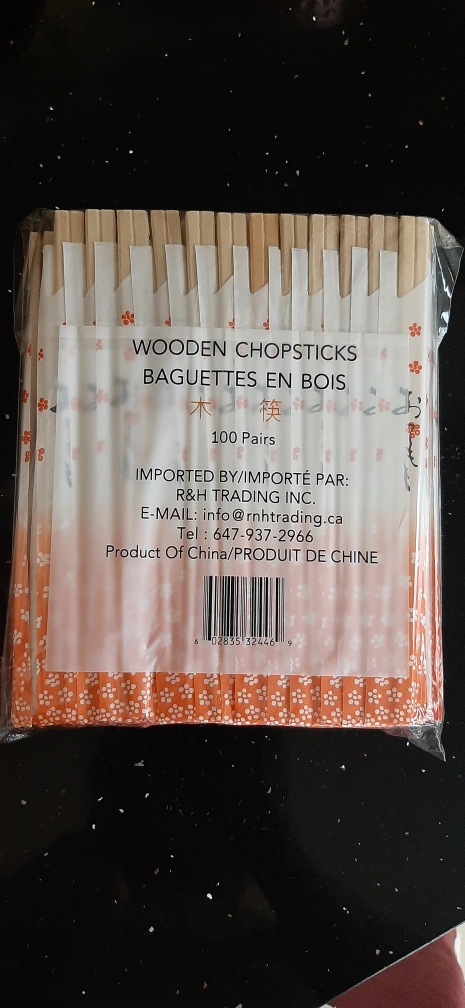 WOODEN CHOPSTICKS
BAGUETTES EN BOIS
木 筷
100 Pairs
IMPORTED BY/IMPORTÉ PAR:
R&H TRADING INC.
E-MAIL: info@rnhtrading.ca
Tel : 647-937-2966
Product Of China/PRODUIT DE CHINE
6 02835 32446 9